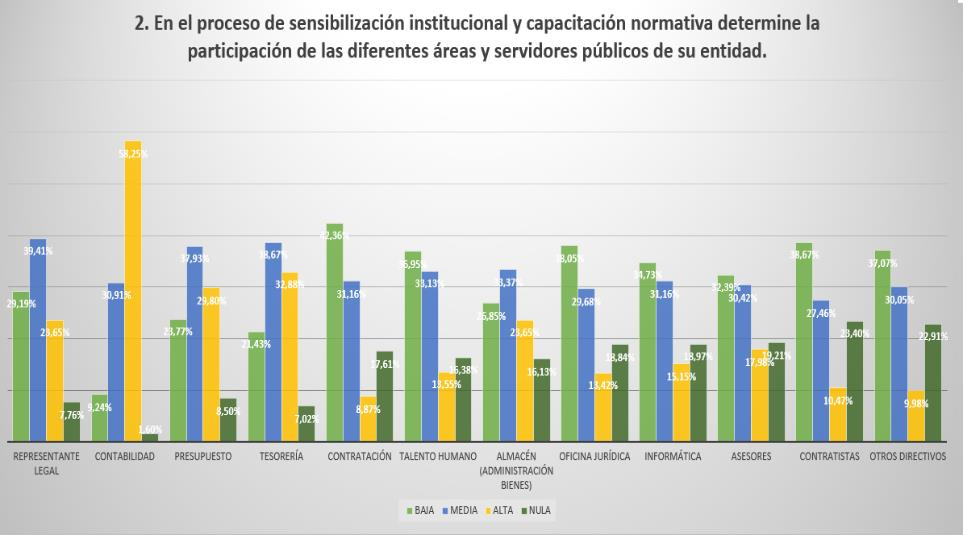 2. En el proceso de sensibilización institucional y capacitación normativa determine la
participación de las diferentes áreas y servidores públicos de su entidad.
29,19%
39,41%
23,65%
7,76%
9,24%
30,91%
58,25%
1,60%
23,77%
37,93%
29,80%
8,50%
21,43%
38,67%
32,88%
7,02%
42,36%
31,16%
8,87%
17,61%
36,95%
33,13%
13,55%
16,38%
26,85%
33,37%
23,65%
16,13%
38,05%
29,68%
13,42%
18,84%
34,73%
31,16%
15,15%
18,97%
32,39%
30,42%
17,98%
19,21%
38,67%
27,46%
10,47%
23,40%
37,07%
30,05%
9,98%
22,91%
REPRESENTANTE
LEGAL
CONTABILIDAD
PRESUPUESTO
TESORERÍA
CONTRATACIÓN
TALENTO HUMANO
ALMACÉN
(ADMINISTRACIÓN
BIENES)
OFICINA JURÍDICA
INFORMÁTICA
ASESORES
CONTRATISTAS
OTROS DIRECTIVOS
BAJA MEDIA ALTA NULA